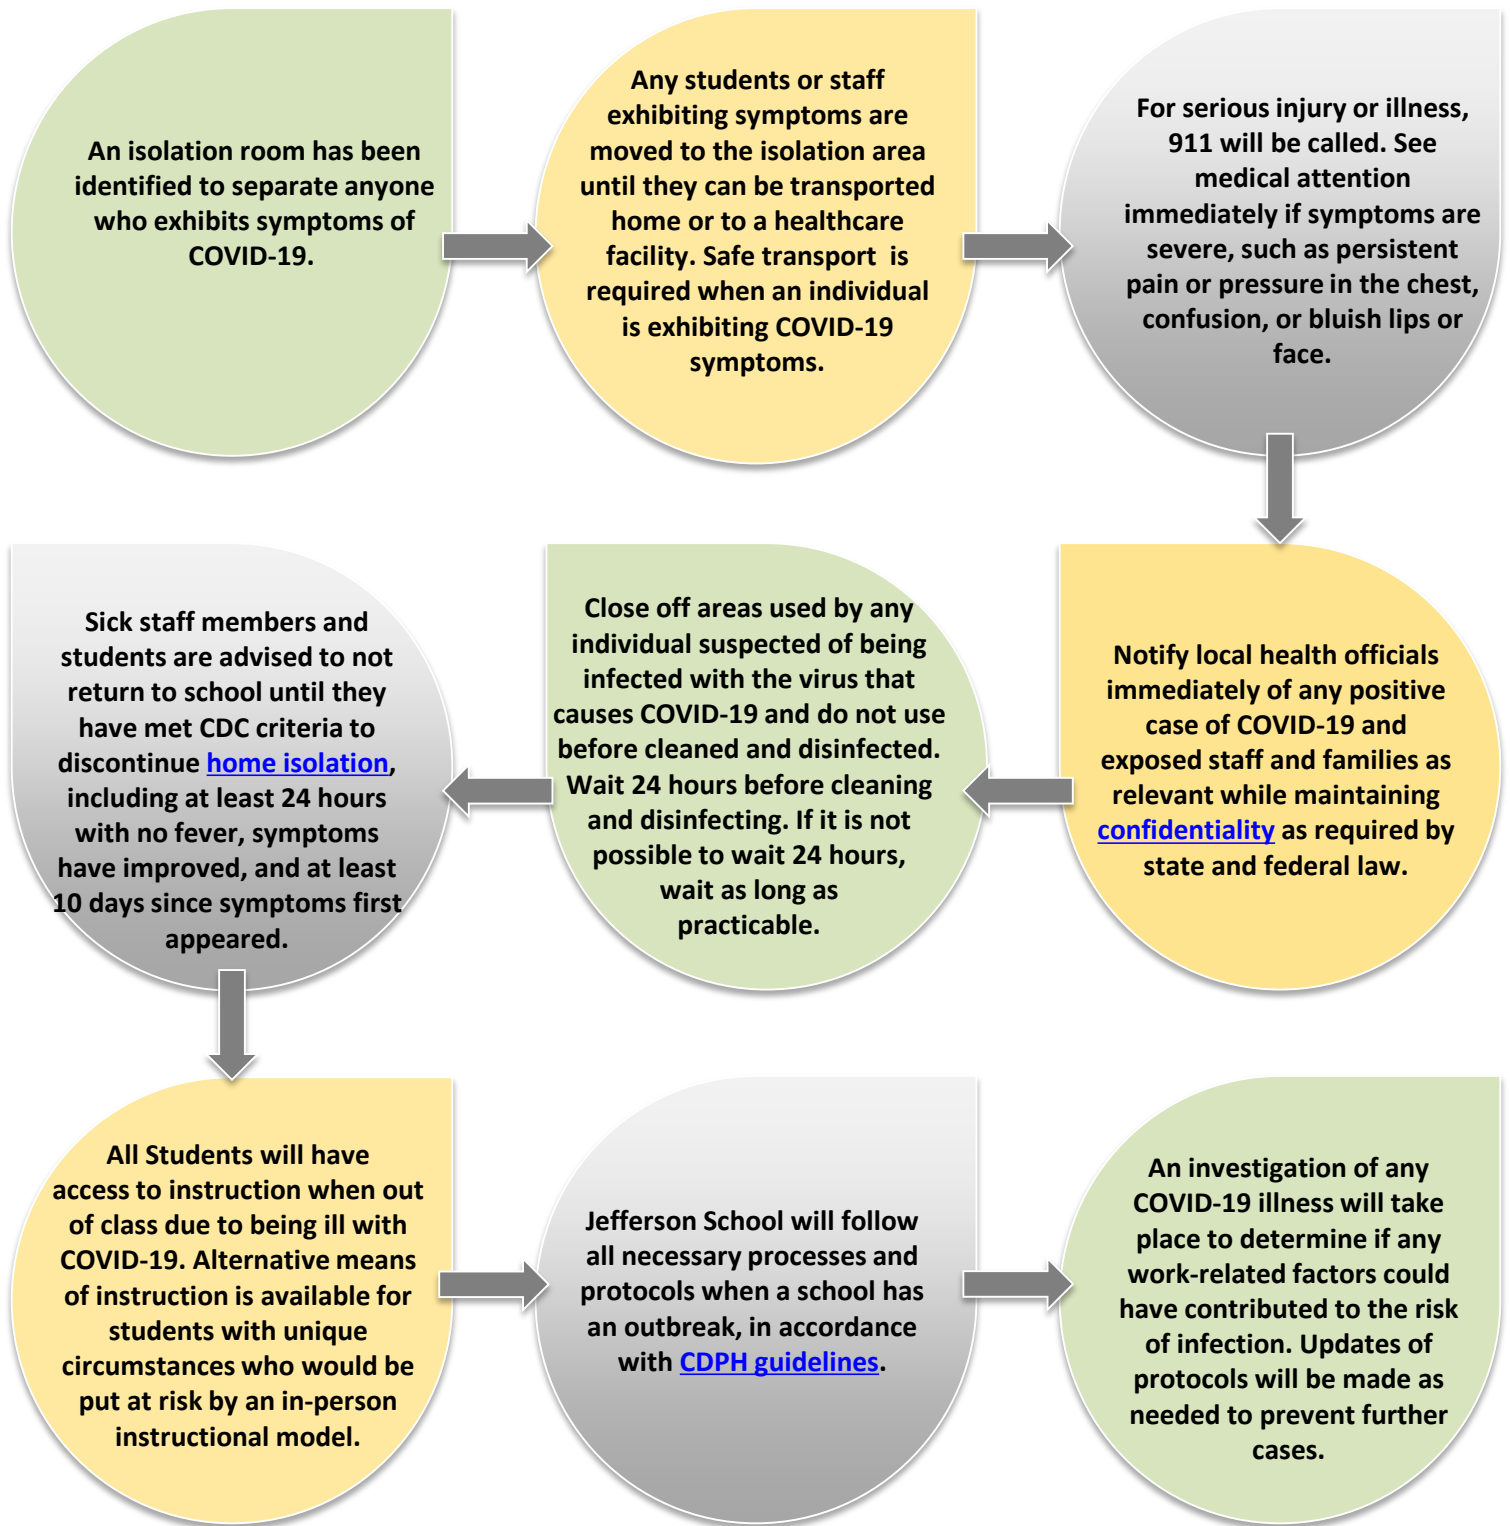 An isolation room has been
identified to separate anyone
who exhibits symptoms of
COVID-19.
Any students or staff
exhibiting symptoms are
moved to the isolation area
until they can be transported
home or to a healthcare
facility. Safe transport  is
required when an individual
is exhibiting COVID-19
symptoms.
For serious injury or illness,
911 will be called. See
medical attention
immediately if symptoms are
severe, such as persistent
pain or pressure in the chest,
confusion, or bluish lips or
face.
Notify local health officials
immediately of any positive
case of COVID-19 and
exposed staff and families as
relevant while maintaining
confidentiality as required by
state and federal law.
Close off areas used by any
individual suspected of being
infected with the virus that
causes COVID-19 and do not use
before cleaned and disinfected.
Wait 24 hours before cleaning
and disinfecting. If it is not
possible to wait 24 hours,
wait as long as
practicable.
Sick staff members and
students are advised to not
return to school until they
have met CDC criteria to
discontinue home isolation,
including at least 24 hours
with no fever, symptoms
have improved, and at least
10 days since symptoms first
appeared.
All Students will have
access to instruction when out
of class due to being ill with
COVID-19. Alternative means
of instruction is available for
students with unique
circumstances who would be
put at risk by an in-person
instructional model.
Jefferson School will follow
all necessary processes and
protocols when a school has
an outbreak, in accordance
with CDPH guidelines.
An investigation of any
COVID-19 illness will take
place to determine if any
work-related factors could
have contributed to the risk
of infection. Updates of
protocols will be made as
needed to prevent further
cases.